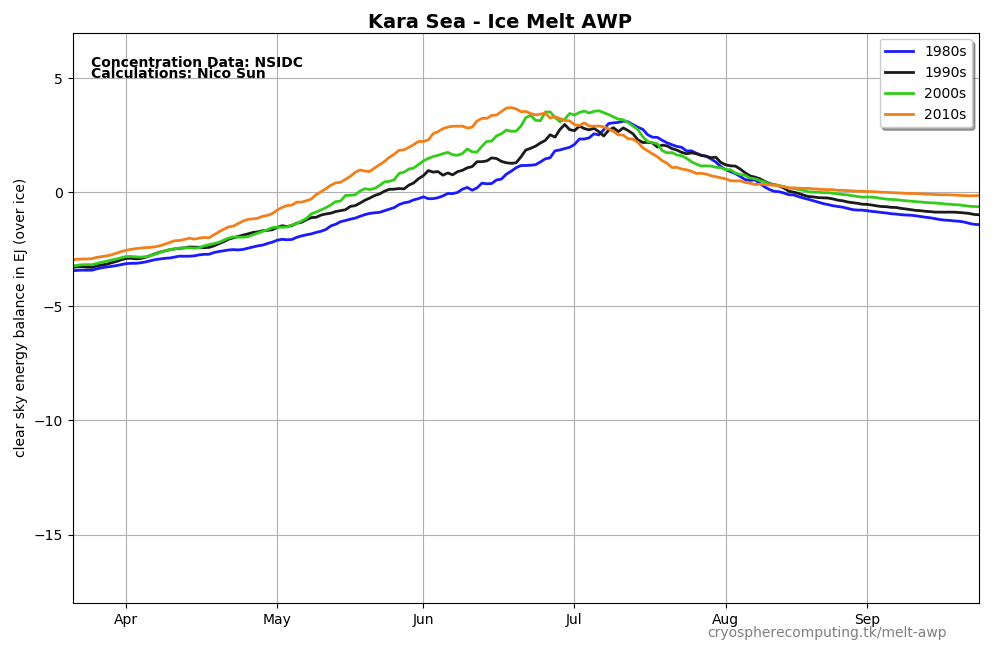 Kara Sea - Ice Melt AWP
Concentration Data: NSIDC
Calculations: Nico Sun
1980s
1990s
2000s
2010s
clear sky energy balance in EJ (over ice)
5
0
−5
−10
−15
Apr May Jun Jul Aug Sep
cryospherecomputing.tk/melt-awp